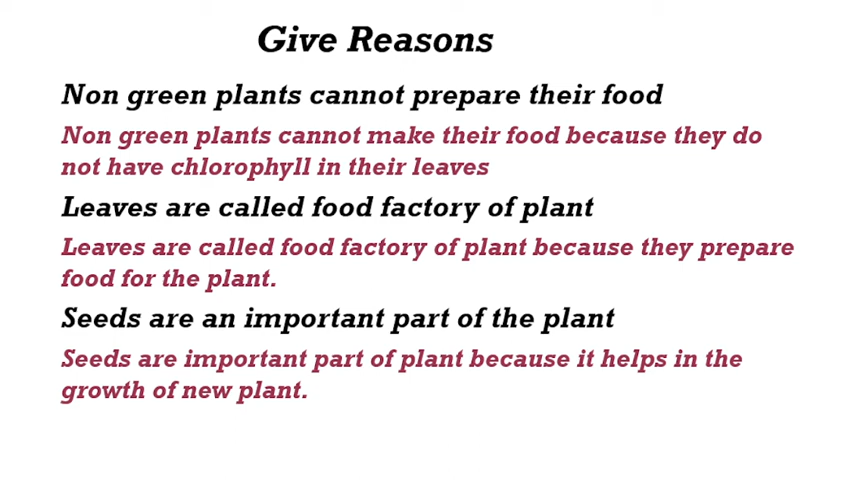 Give Reasons
Non green plants cannot prepare their food
Non green plants cannot make their food because they do
not have chlorophyll in their leaves
Leaves are called food factory of plant
Leaves are called food factory of plant because they prepare
food for the plant.
Seeds are an important part of the plant
Seeds are important part of plant because it helps in the
growth of new plant.